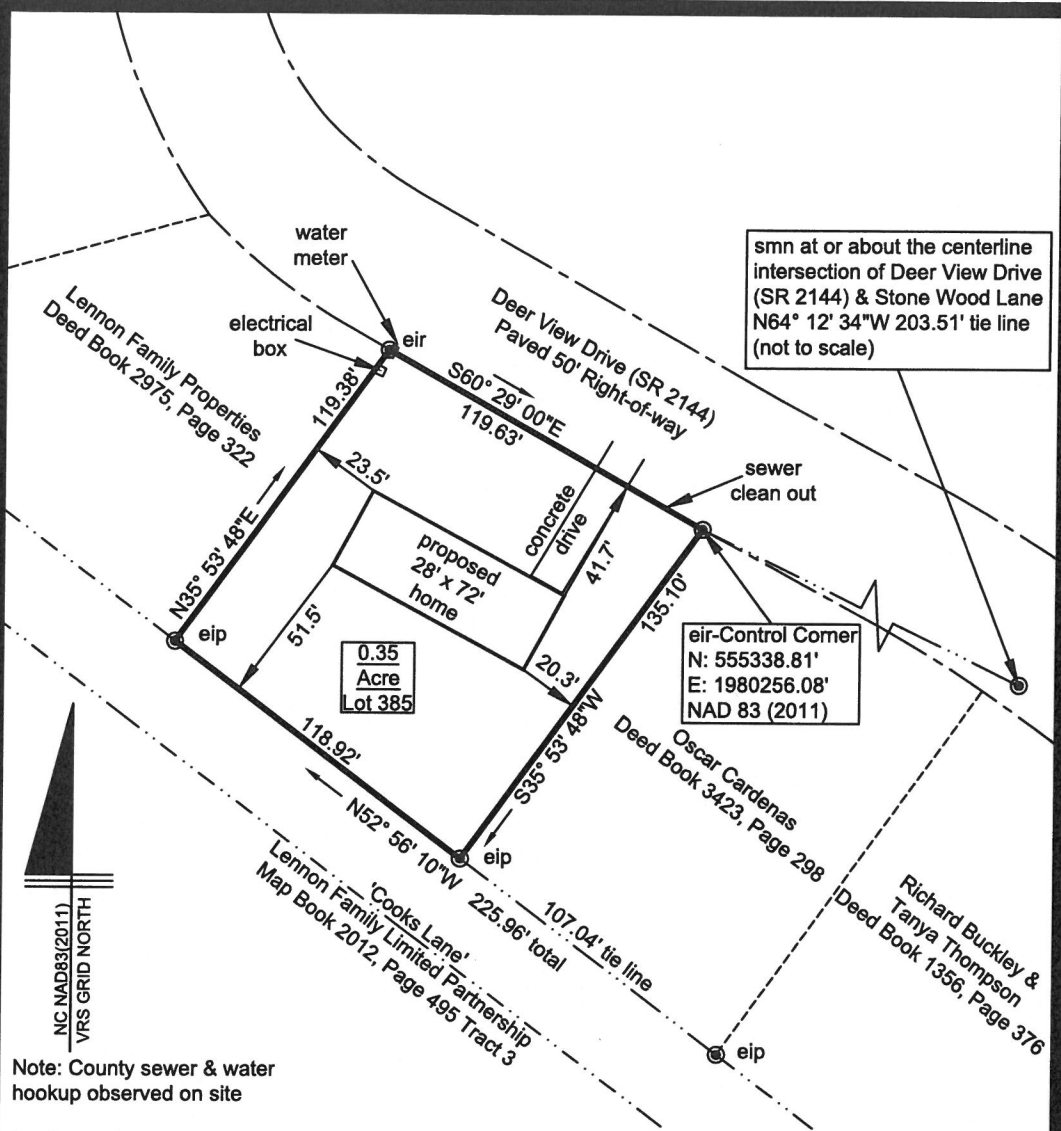 water
meter
electrical
box
eir
Lennon Family Properties
Deed Book 2975, Page 322
Deer View Drive (SR 2144)
Paved 50' Right-of-way
S60° 29' 00"E
119.63'
smn at or about the centerline
intersection of Deer View Drive
(SR 2144) & Stone Wood Lane
N64° 12' 34"W 203.51' tie line
(not to scale)
119.38'
N35° 53' 48"E
23.5'
sewer
clean out
concrete
drive
proposed
28' x 72'
home
41.7'
135.10'
S35° 53' 48"W
51.5'
20.3'
eip
0.35
Acre
Lot 385
eir-Control Corner
N: 555338.81'
E: 1980256.08'
NAD 83 (2011)
118.92'
N52° 56' 10"W 225.96' total
eip
107.04' tie line
Oscar Cardenas
Deed Book 3423, Page 298
Richard Buckley &
Tanya Thompson
Deed Book 1356, Page 376
'Cooks Lane'
Lennon Family Limited Partnership
Map Book 2012, Page 495 Tract 3
eip
NC NAD83(2011)
VRS GRID NORTH
Note: County sewer & water
hookup observed on site